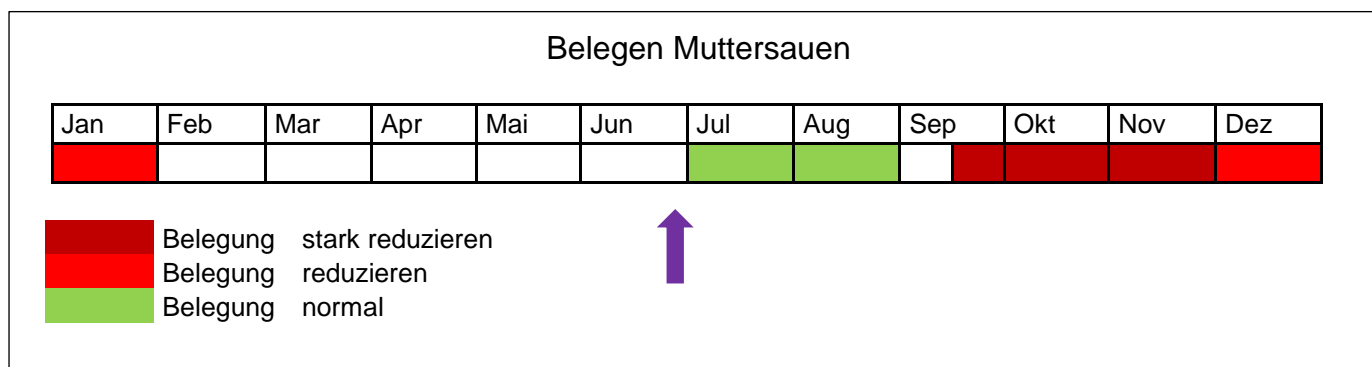 Belegen Muttersauen
Jan Feb Mar Apr Mai Jun Jul Aug Sep Okt Nov Dez
Belegung stark reduzieren
Belegung reduzieren
Belegung normal